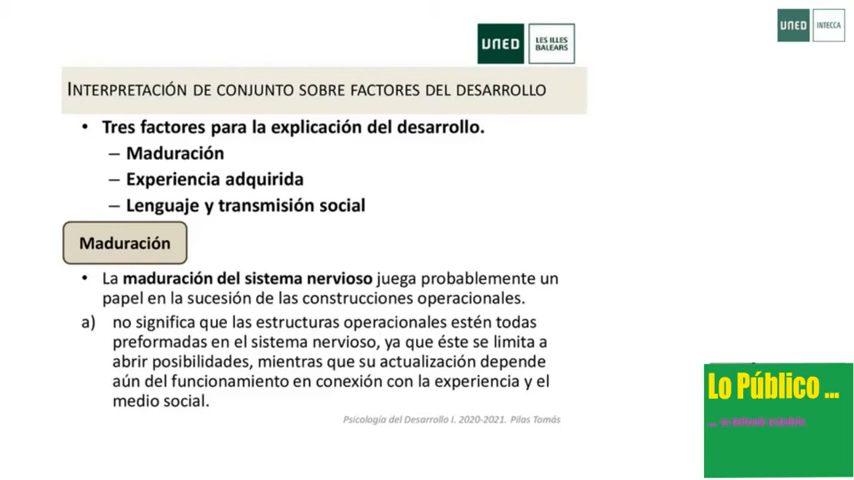 UNED
LES ILLES
BALEARS
UNED
INTECCA
INTERPRETACIÓN DE CONJUNTO SOBRE FACTORES DEL DESARROLLO
• Tres factores para la explicación del desarrollo.
– Maduración
– Experiencia adquirida
– Lenguaje y transmisión social
Maduración
• La maduración del sistema nervioso juega probablemente un
papel en la sucesión de las construcciones operacionales.
a) no significa que las estructuras operacionales estén todas
preformadas en el sistema nervioso, ya que éste se limita a
abrir posibilidades, mientras que su actualización depende
aún del funcionamiento en conexión con la experiencia y el
medio social.
Psicología del Desarrollo I. 2020-2021. Pilas Tomás
Lo Público ...